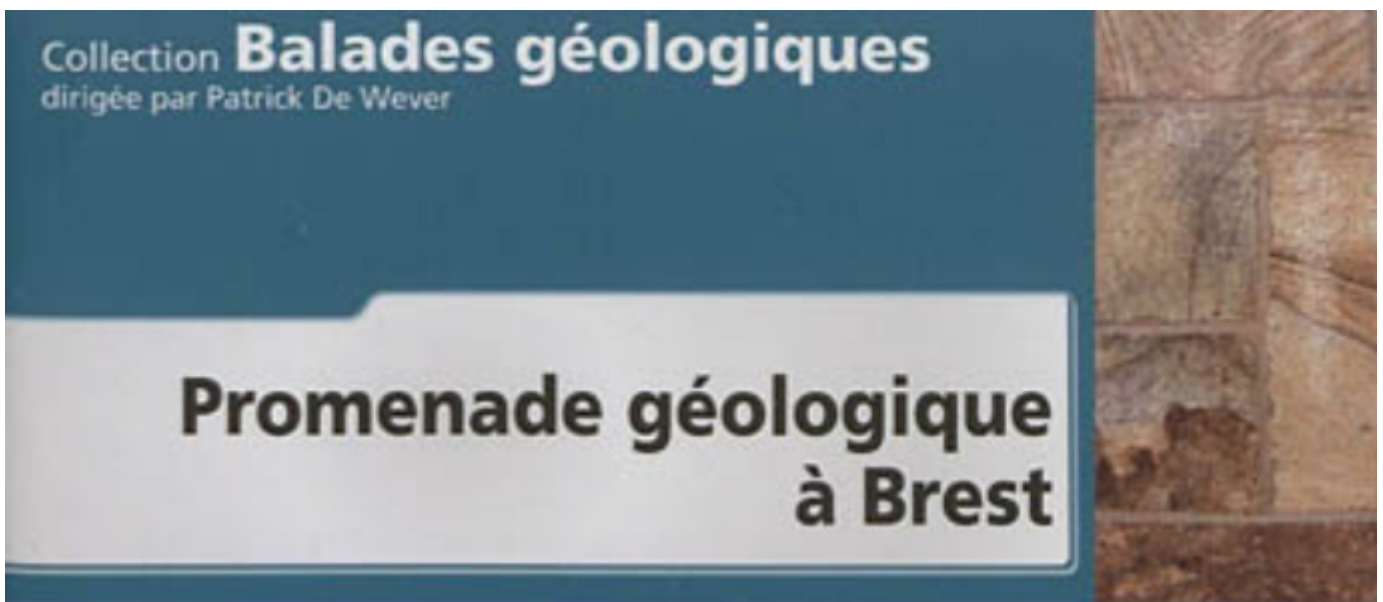 Collection Balades géologiques
dirigée par Patrick De Wever
Promenade géologique
à Brest